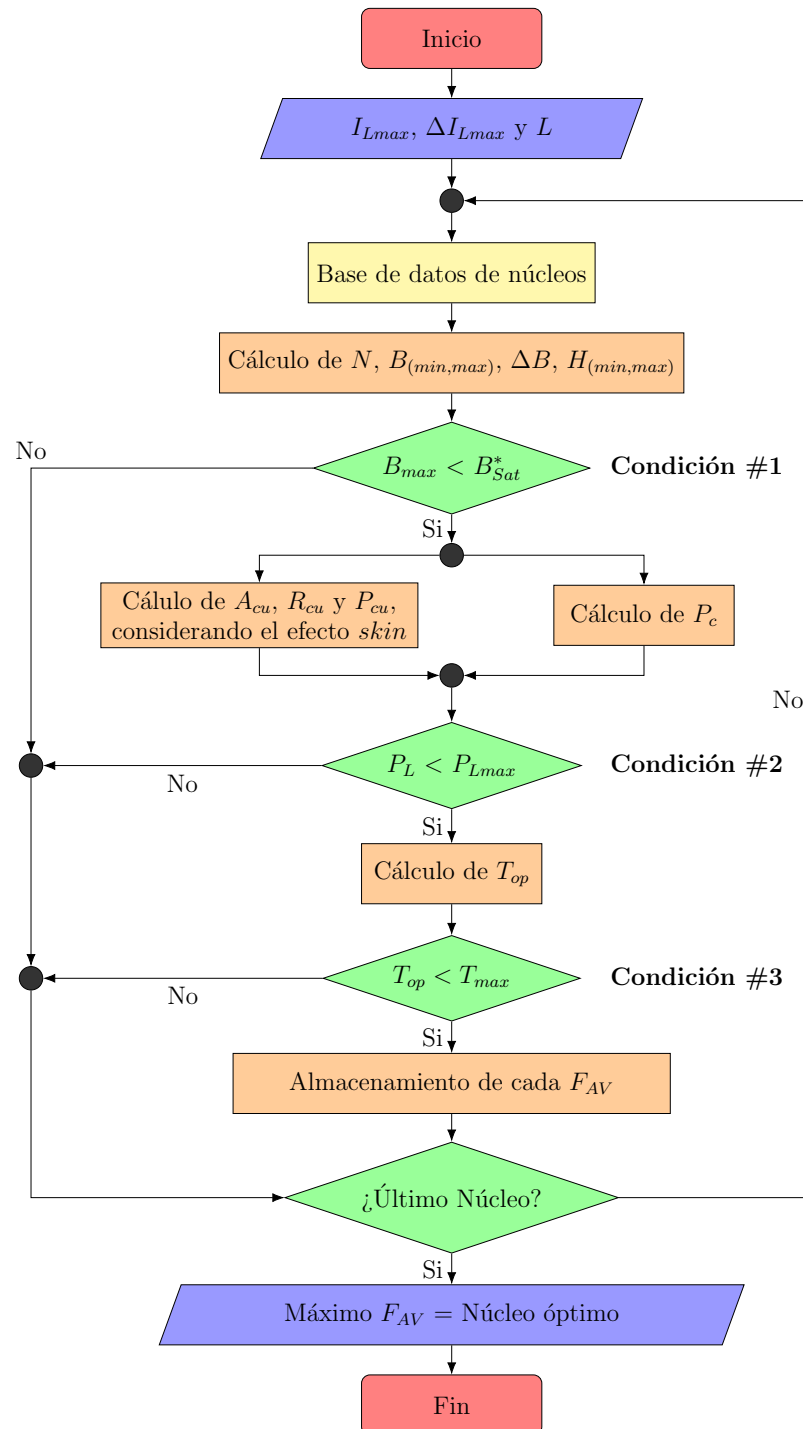 Inicio
$I_{Lmax}$, $\Delta I_{Lmax}$ y $L$
Base de datos de núcleos
Cálculo de $N$, $B_{(min,max)}$, $\Delta B$, $H_{(min,max)}$
No
$B_{max} < B^*_{Sat}$
Condición #1
Si
Cálulo de $A_{cu}$, $R_{cu}$ y $P_{cu}$,
considerando el efecto skin
Cálculo de $P_c$
No
$P_L < P_{Lmax}$
Condición #2
No
Si
Cálculo de $T_{op}$
$T_{op} < T_{max}$
Condición #3
No
Si
Almacenamiento de cada $F_{AV}$
¿Último Núcleo?
Si
Máximo $F_{AV}$ = Núcleo óptimo
Fin